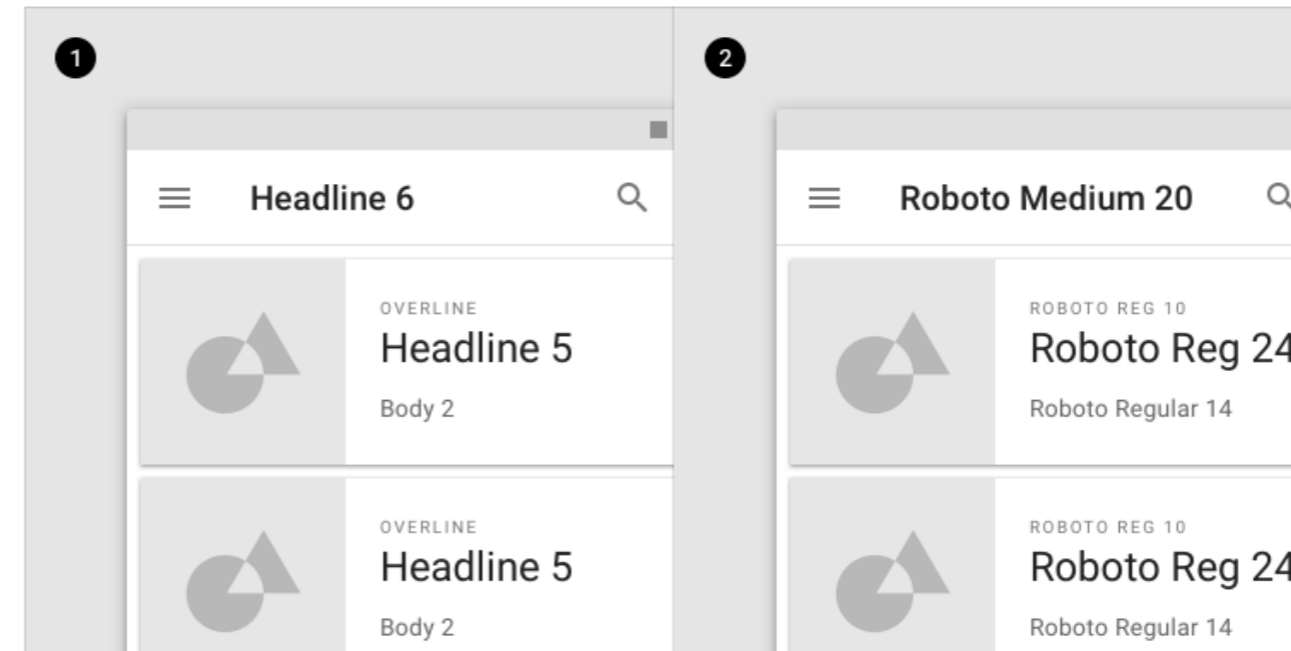 1
Headline 6
OVERLINE
Headline 5
Body 2
OVERLINE
Headline 5
Body 2
2
Roboto Medium 20
ROBOTO REG 10
Roboto Reg 24
Roboto Regular 14
ROBOTO REG 10
Roboto Reg 24
Roboto Regular 14